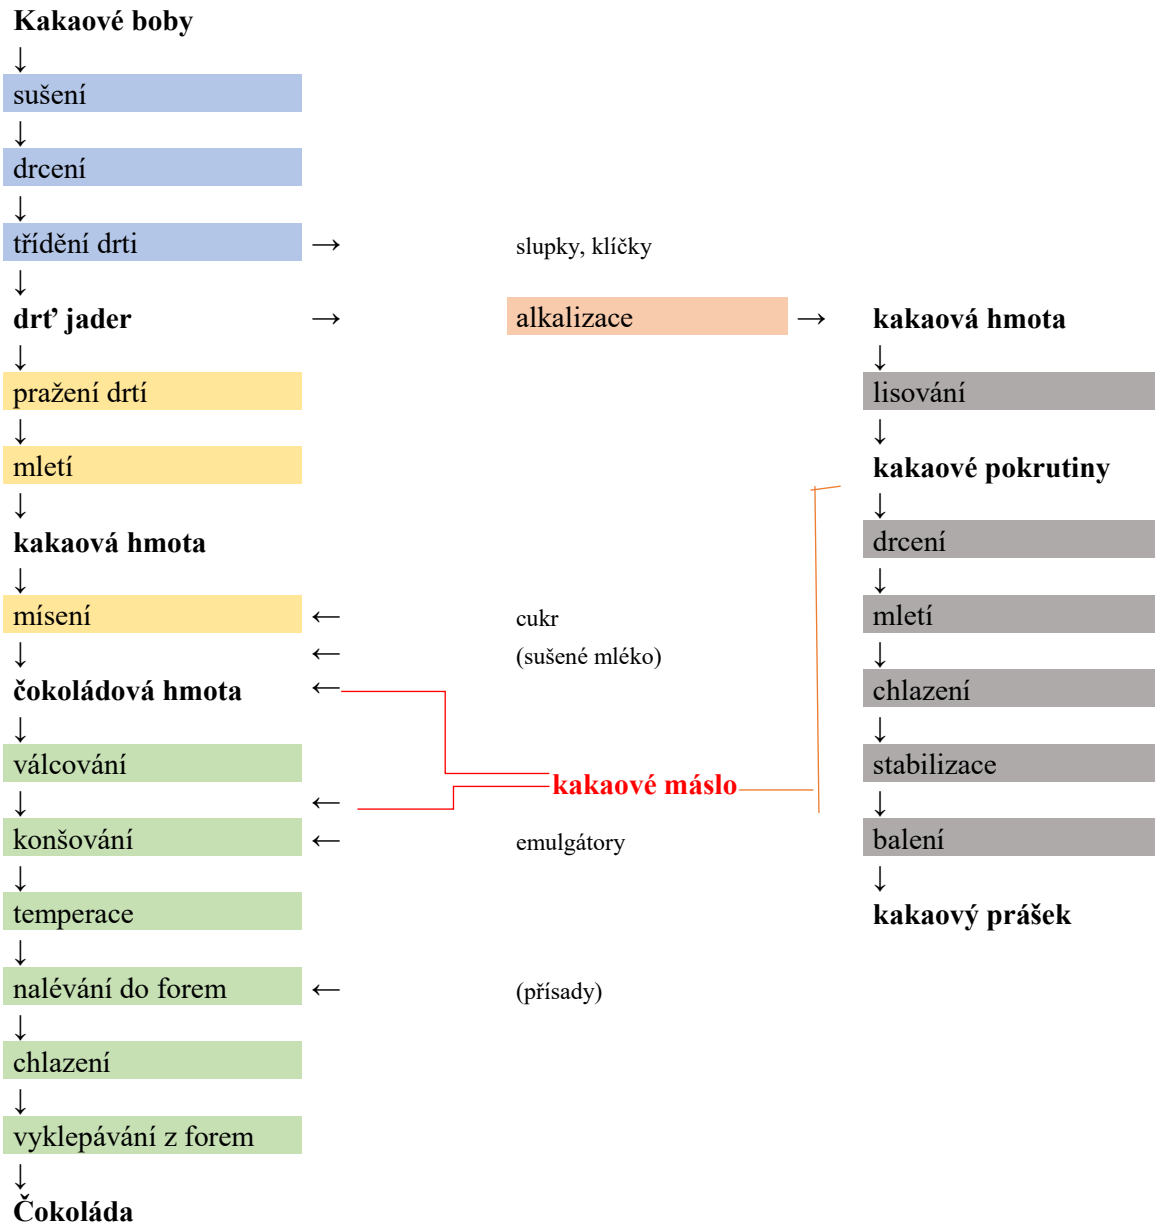 Kakaové boby
↓
sušení
↓
drcení
↓
třídění drti → slupky, klíčky
↓
drť jader → alkalizace → kakaová hmota
↓ ↓
pražení drtí lisování
↓ ↓
mletí kakaové pokrutiny
↓ ↓
kakaová hmota drcení
↓ ↓
mísení ← cukr mletí
↓ ← (sušené mléko) ↓
čokoládová hmota ← chlazení
↓ ↓
válcování stabilizace
kakaové máslo
↓ ← ↓
konšování ← emulgátory balení
↓ ↓
temperace kakaový prášek
↓
nalévání do forem ← (přísady)
↓
chlazení
↓
vyklepávání z forem
↓
Čokoláda